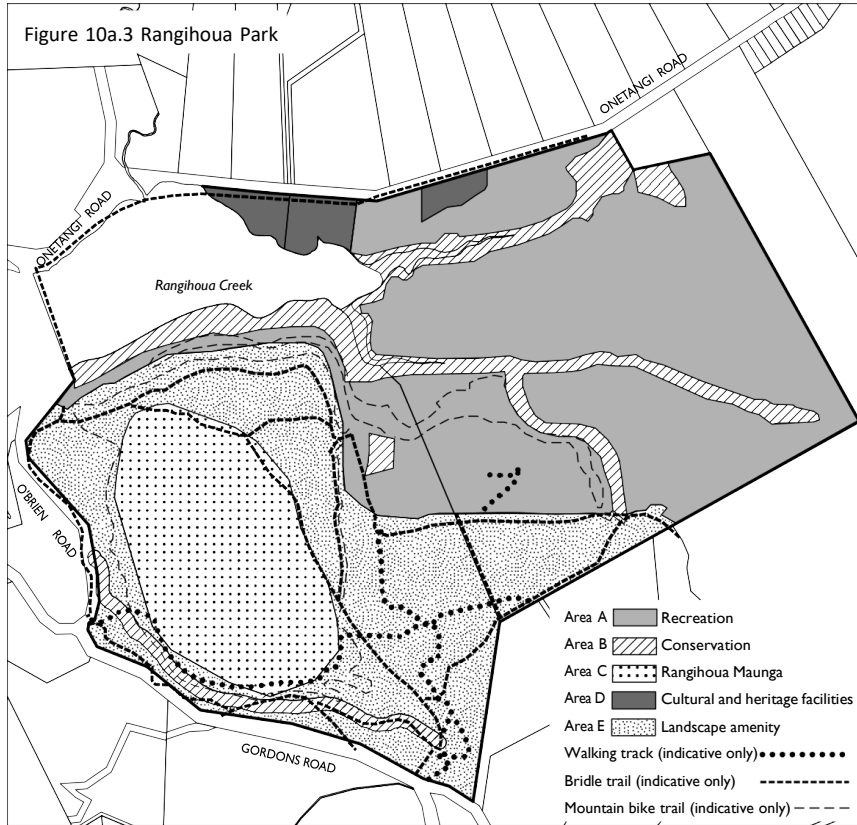 Figure 10a.3 Rangihoua Park
ONETANGI ROAD
ONETANGI ROAD
Rangihoua Creek
O'BRIEN ROAD
GORDONS ROAD
Area A Recreation
Area B Conservation
Area C Rangihoua Maunga
Area D Cultural and heritage facilities
Area E Landscape amenity
Walking track (indicative only)
Bridle trail (indicative only)
Mountain bike trail (indicative only)